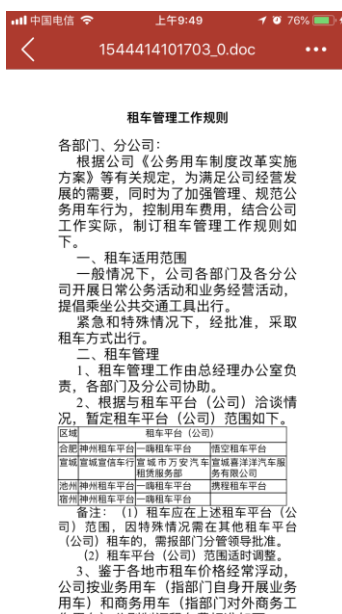 中国电信 上午9:49 76%
1544414101703_0.doc
租车管理工作规则
各部门、分公司：
根据公司《公务用车制度改革实施
方案》等有关规定，为满足公司经营发
展的需要，同时为了加强管理、规范公
务用车行为，控制用车费用，结合公司
工作实际，制订租车管理工作规则如
下。
一、租车适用范围
一般情况下，公司各部门及各分公
司开展日常公务活动和业务经营活动，
提倡乘坐公共交通工具出行。
紧急和特殊情况下，经批准，采取
租车方式出行。
二、租车管理
1、租车管理工作由总经理办公室负
责，各部门及分公司协助。
2、根据与租车平台（公司）洽谈情
况，暂定租车平台（公司）范围如下。
区域 租车平台（公司）
合肥 神州租车平台 一嗨租车平台 悟空租车平台
宣城 宣城宣信车行 宣城市万安汽车租赁服务部 宣城喜洋洋汽车服务有限公司
池州 神州租车平台 一嗨租车平台 携程租车平台
宿州 神州租车平台 一嗨租车平台
备注：（1）租车应在上述租车平台（公
司）范围，因特殊情况需在其他租车平台
（公司）租车的，需报部门分管领导批准。
（2）租车平台（公司）范围适时调整。
3、鉴于各地市租车价格经常浮动，
公司按业务用车（指部门自身开展业务
用车）和商务用车（指部门对外商务工